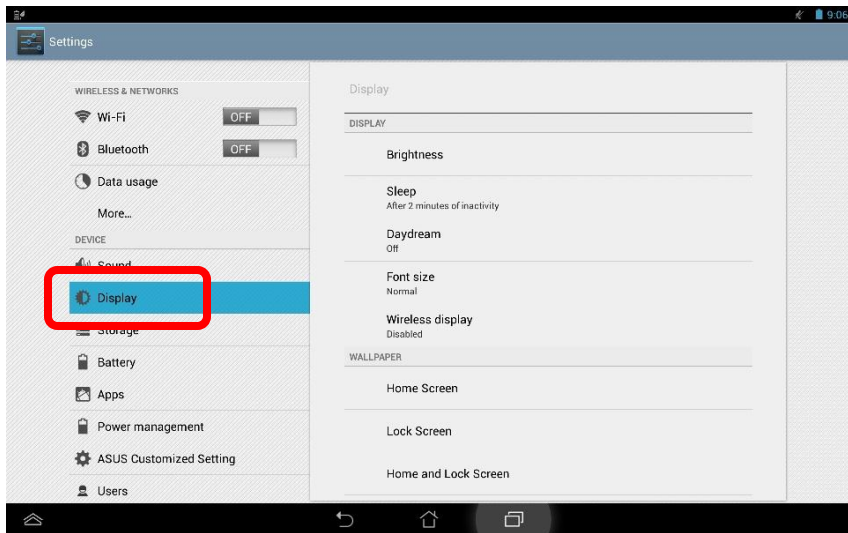 9:06
Settings
WIRELESS & NETWORKS
Wi-Fi OFF
Bluetooth OFF
Data usage
More...
DEVICE
Sound
Display
Storage
Battery
Apps
Power management
ASUS Customized Setting
Users
Display
DISPLAY
Brightness
Sleep
After 2 minutes of inactivity
Daydream
Off
Font size
Normal
Wireless display
Disabled
WALLPAPER
Home Screen
Lock Screen
Home and Lock Screen